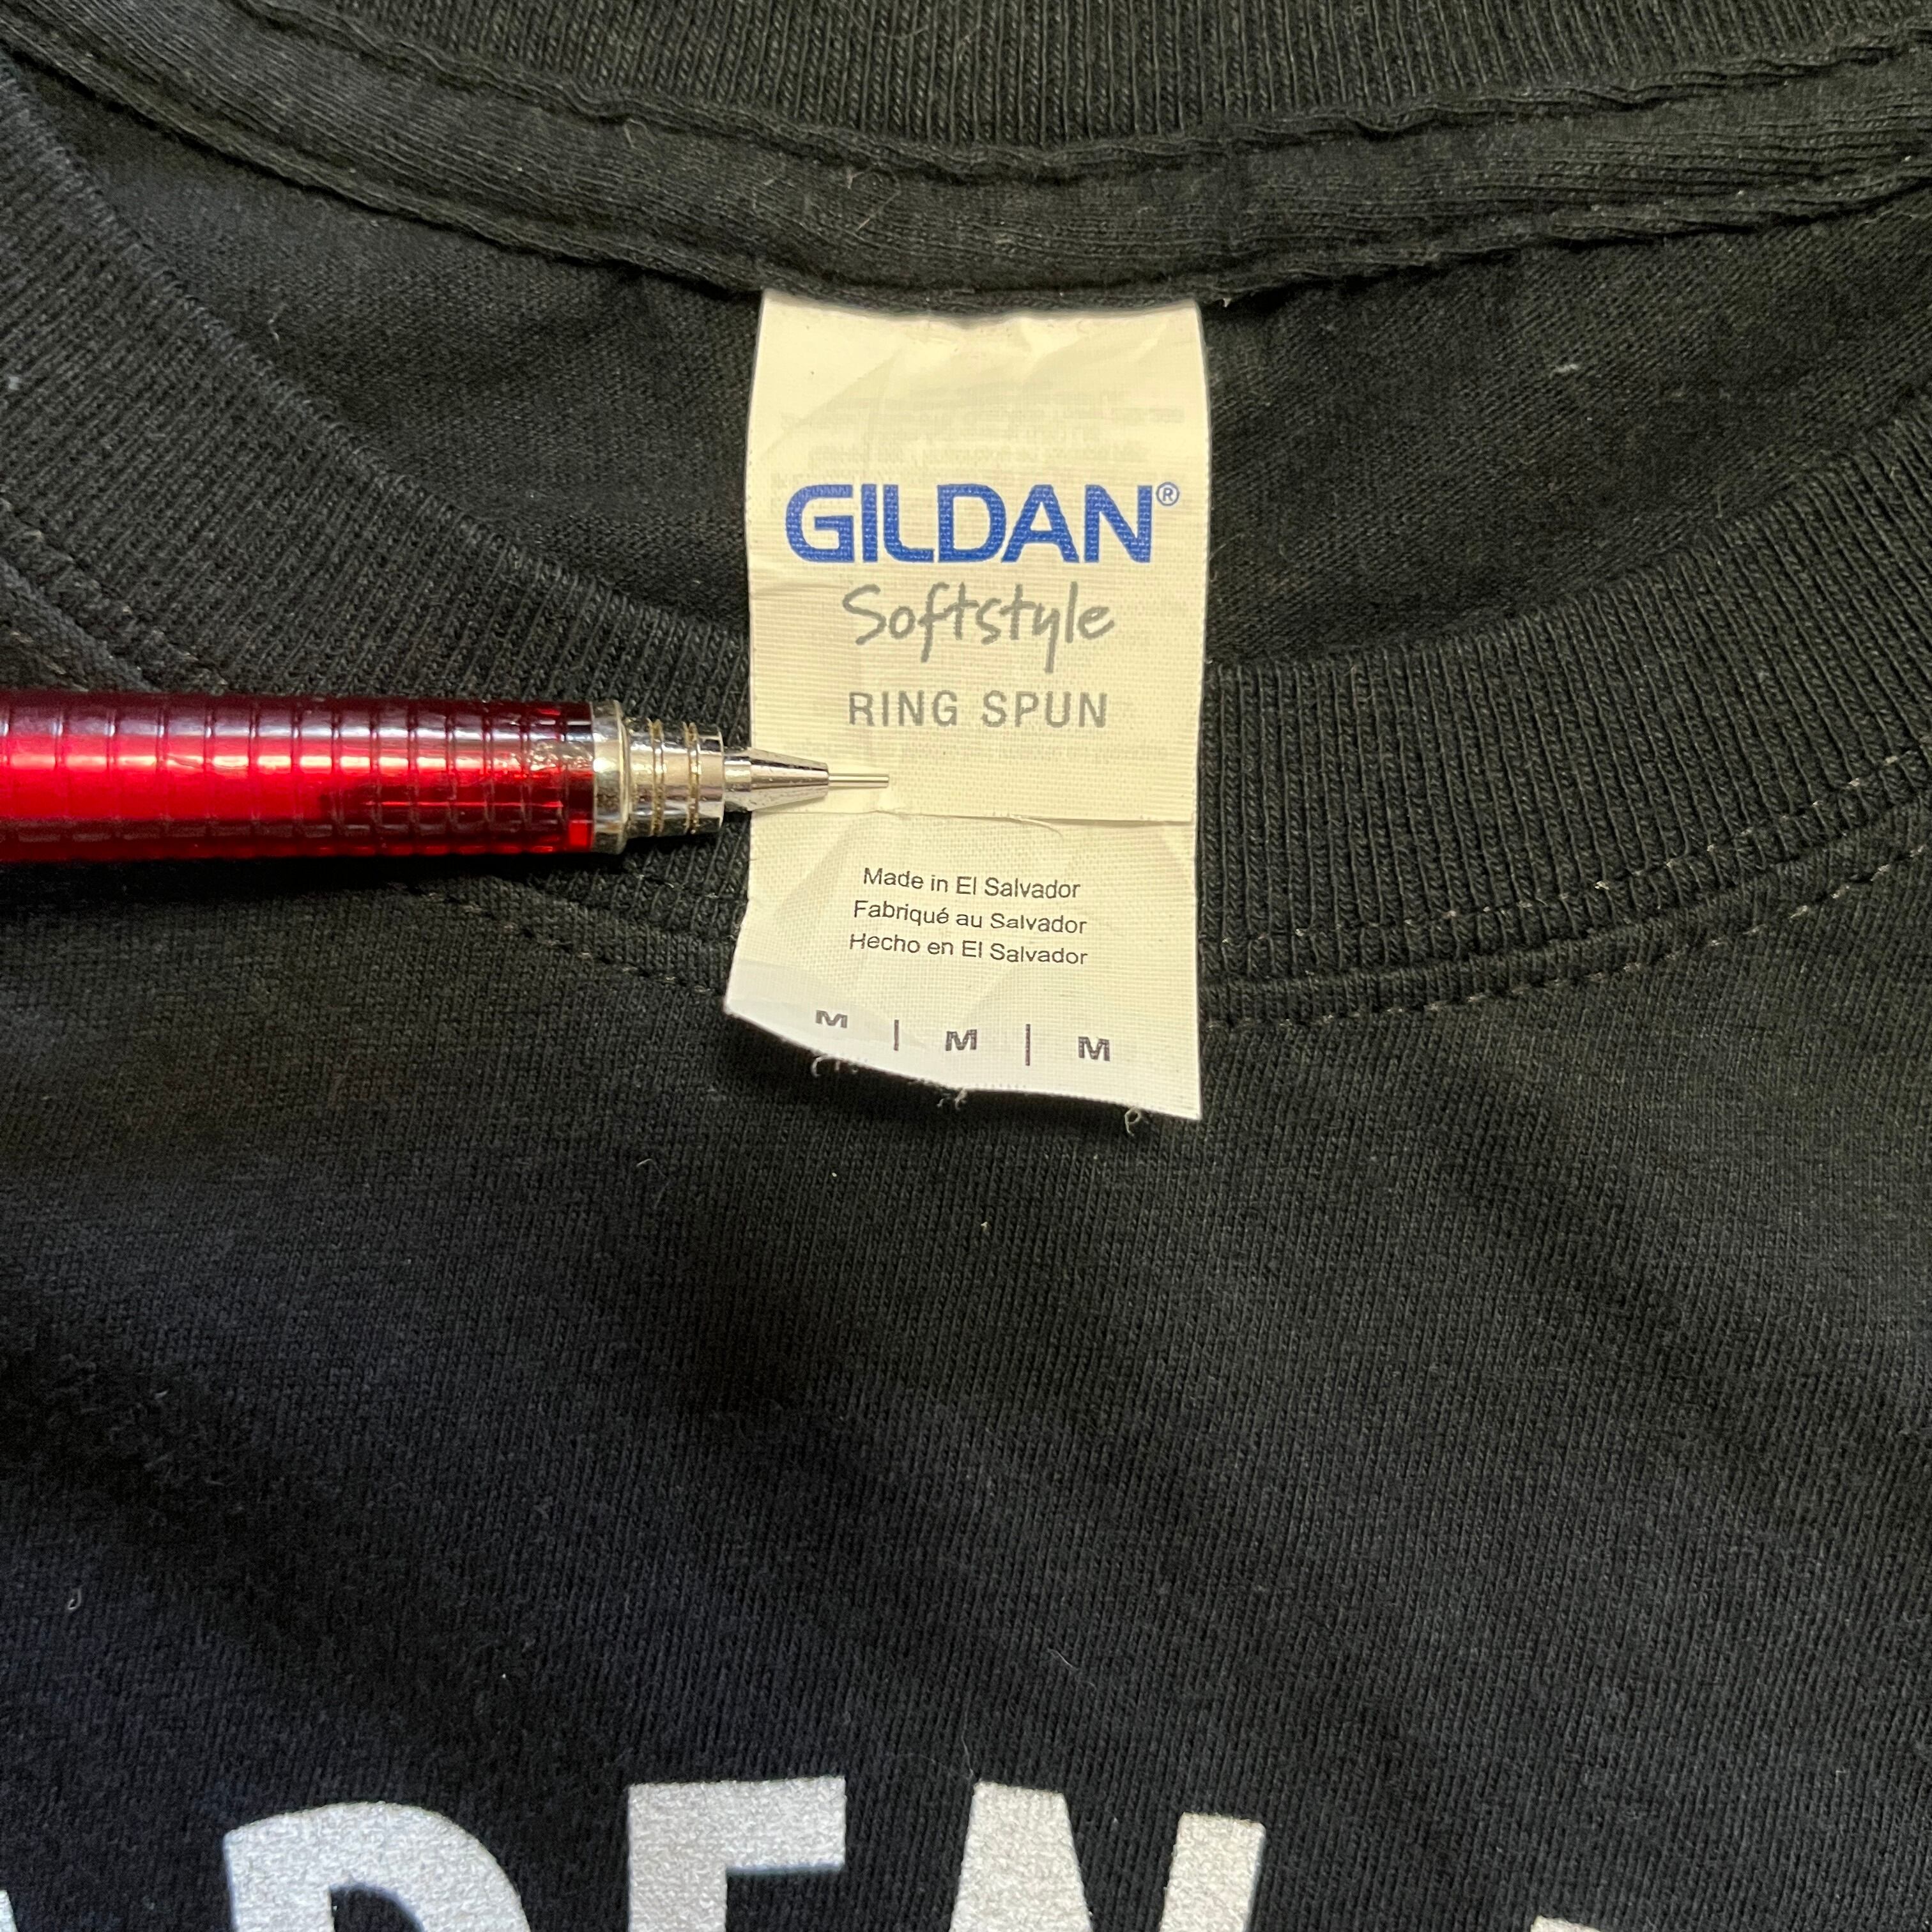 GILDAN®
Softstyle
RING SPUN
Made in El Salvador
Fabriqué au Salvador
Hecho en El Salvador
M | M | M